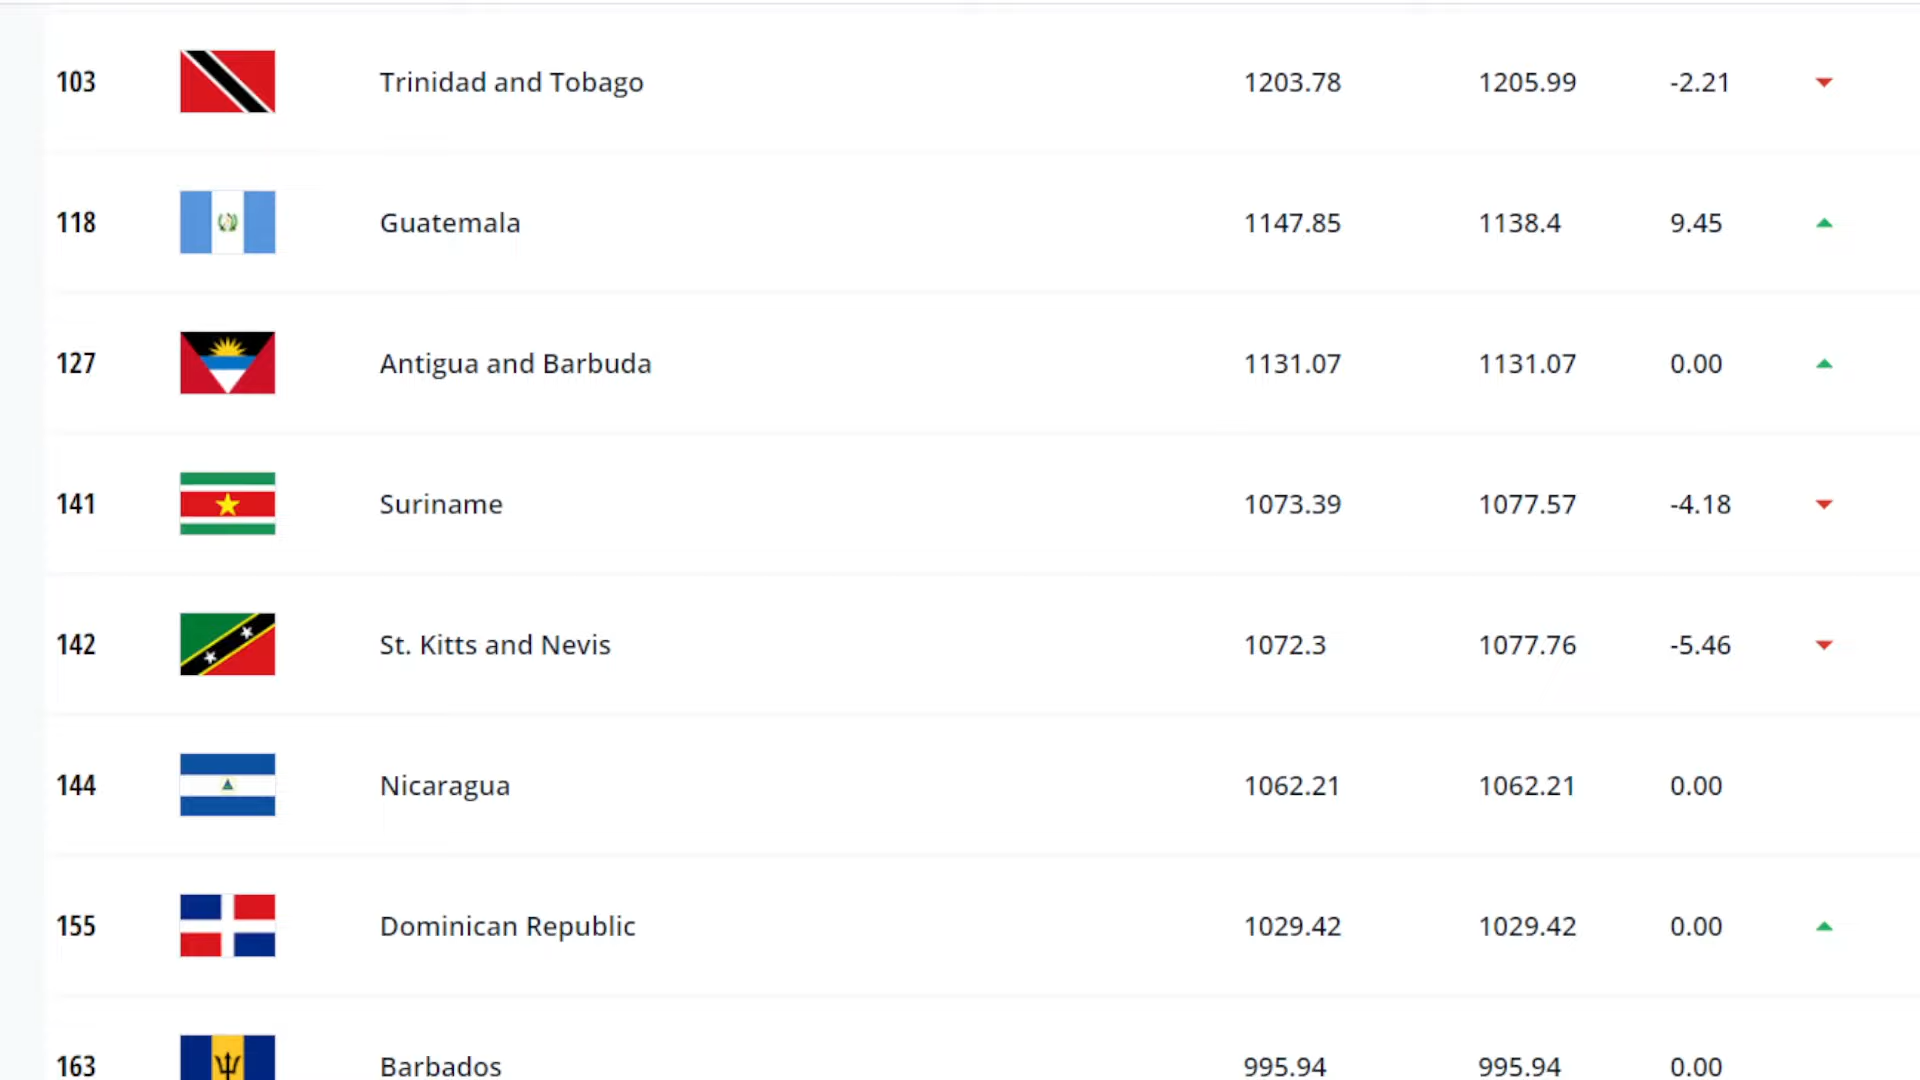 103 Trinidad and Tobago 1203.78 1205.99 -2.21
118 Guatemala 1147.85 1138.4 9.45
127 Antigua and Barbuda 1131.07 1131.07 0.00
141 Suriname 1073.39 1077.57 -4.18
142 St. Kitts and Nevis 1072.3 1077.76 -5.46
144 Nicaragua 1062.21 1062.21 0.00
155 Dominican Republic 1029.42 1029.42 0.00
163 Barbados 995.94 995.94 0.00